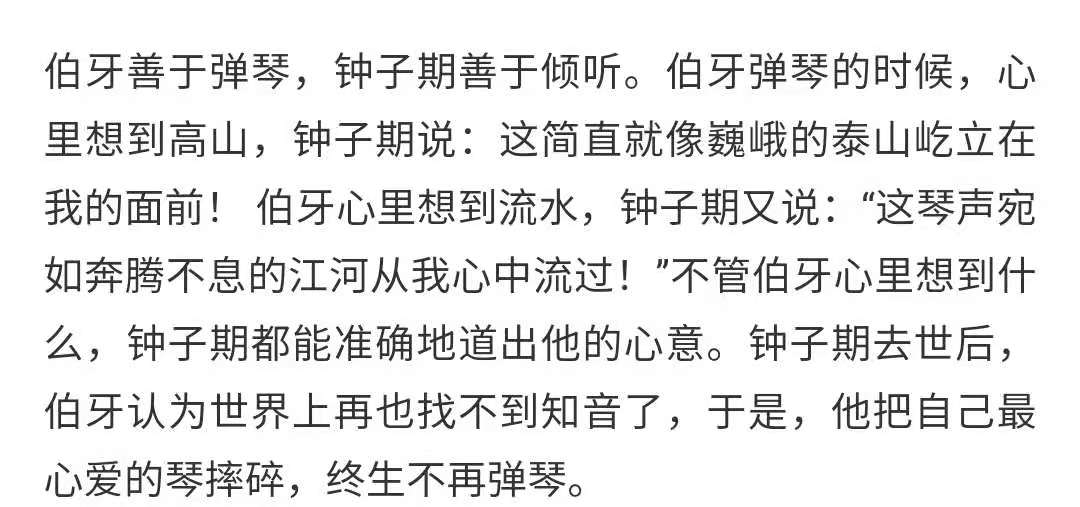 伯牙善于弹琴，钟子期善于倾听。伯牙弹琴的时候，心
里想到高山，钟子期说：这简直就像巍峨的泰山屹立在
我的面前！ 伯牙心里想到流水，钟子期又说：“这琴声宛
如奔腾不息的江河从我心中流过！”不管伯牙心里想到什
么，钟子期都能准确地道出他的心意。钟子期去世后，
伯牙认为世界上再也找不到知音了，于是，他把自己最
心爱的琴摔碎，终生不再弹琴。